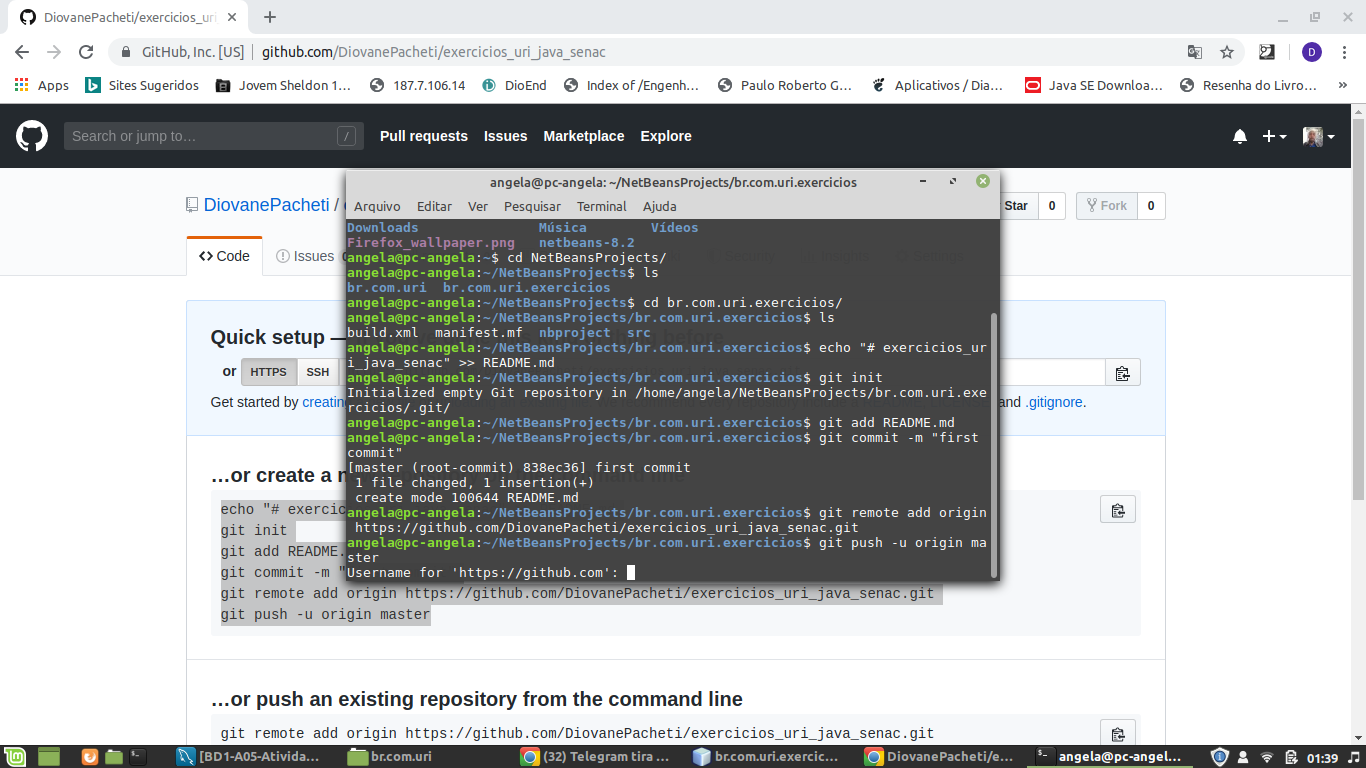 DiovanePacheti/exercicios_uri
GitHub, Inc. [US] | github.com/DiovanePacheti/exercicios_uri_java_senac
D
Apps Sites Sugeridos Jovem Sheldon 1… 187.7.106.14 DioEnd Index of /Engenh… Paulo Roberto G… Aplicativos / Dia… Java SE Downloa… Resenha do Livro… »
Search or jump to… / Pull requests Issues Marketplace Explore
angela@pc-angela: ~/NetBeansProjects/br.com.uri.exercicios
Arquivo Editar Ver Pesquisar Terminal Ajuda
DiovanePacheti /
Star 0 Fork 0
Code Issues
Downloads Música Vídeos
Firefox_wallpaper.png netbeans-8.2
angela@pc-angela:~$ cd NetBeansProjects/
angela@pc-angela:~/NetBeansProjects$ ls
br.com.uri br.com.uri.exercicios
angela@pc-angela:~/NetBeansProjects$ cd br.com.uri.exercicios/
angela@pc-angela:~/NetBeansProjects/br.com.uri.exercicios$ ls
build.xml manifest.mf nbproject src
angela@pc-angela:~/NetBeansProjects/br.com.uri.exercicios$ echo "# exercicios_ur
i_java_senac" >> README.md
angela@pc-angela:~/NetBeansProjects/br.com.uri.exercicios$ git init
Initialized empty Git repository in /home/angela/NetBeansProjects/br.com.uri.exe
rcicios/.git/
angela@pc-angela:~/NetBeansProjects/br.com.uri.exercicios$ git add README.md
angela@pc-angela:~/NetBeansProjects/br.com.uri.exercicios$ git commit -m "first
commit"
[master (root-commit) 838ec36] first commit
1 file changed, 1 insertion(+)
create mode 100644 README.md
angela@pc-angela:~/NetBeansProjects/br.com.uri.exercicios$ git remote add origin
https://github.com/DiovanePacheti/exercicios_uri_java_senac.git
angela@pc-angela:~/NetBeansProjects/br.com.uri.exercicios$ git push -u origin ma
ster
Username for 'https://github.com':
Quick setup —
or HTTPS SSH
Get started by and .gitignore.
…or create a
echo "#
git init
git add
git commit -m "
git remote add origin https://github.com/DiovanePacheti/exercicios_uri_java_senac.git
git push -u origin master
…or push an existing repository from the command line
git remote add origin https://github.com/DiovanePacheti/exercicios_uri_java_senac.git
[BD1-A05-Ativida… br.com.uri (32) Telegram tira … br.com.uri.exercic… DiovanePacheti/e… angela@pc-angel… 01:39